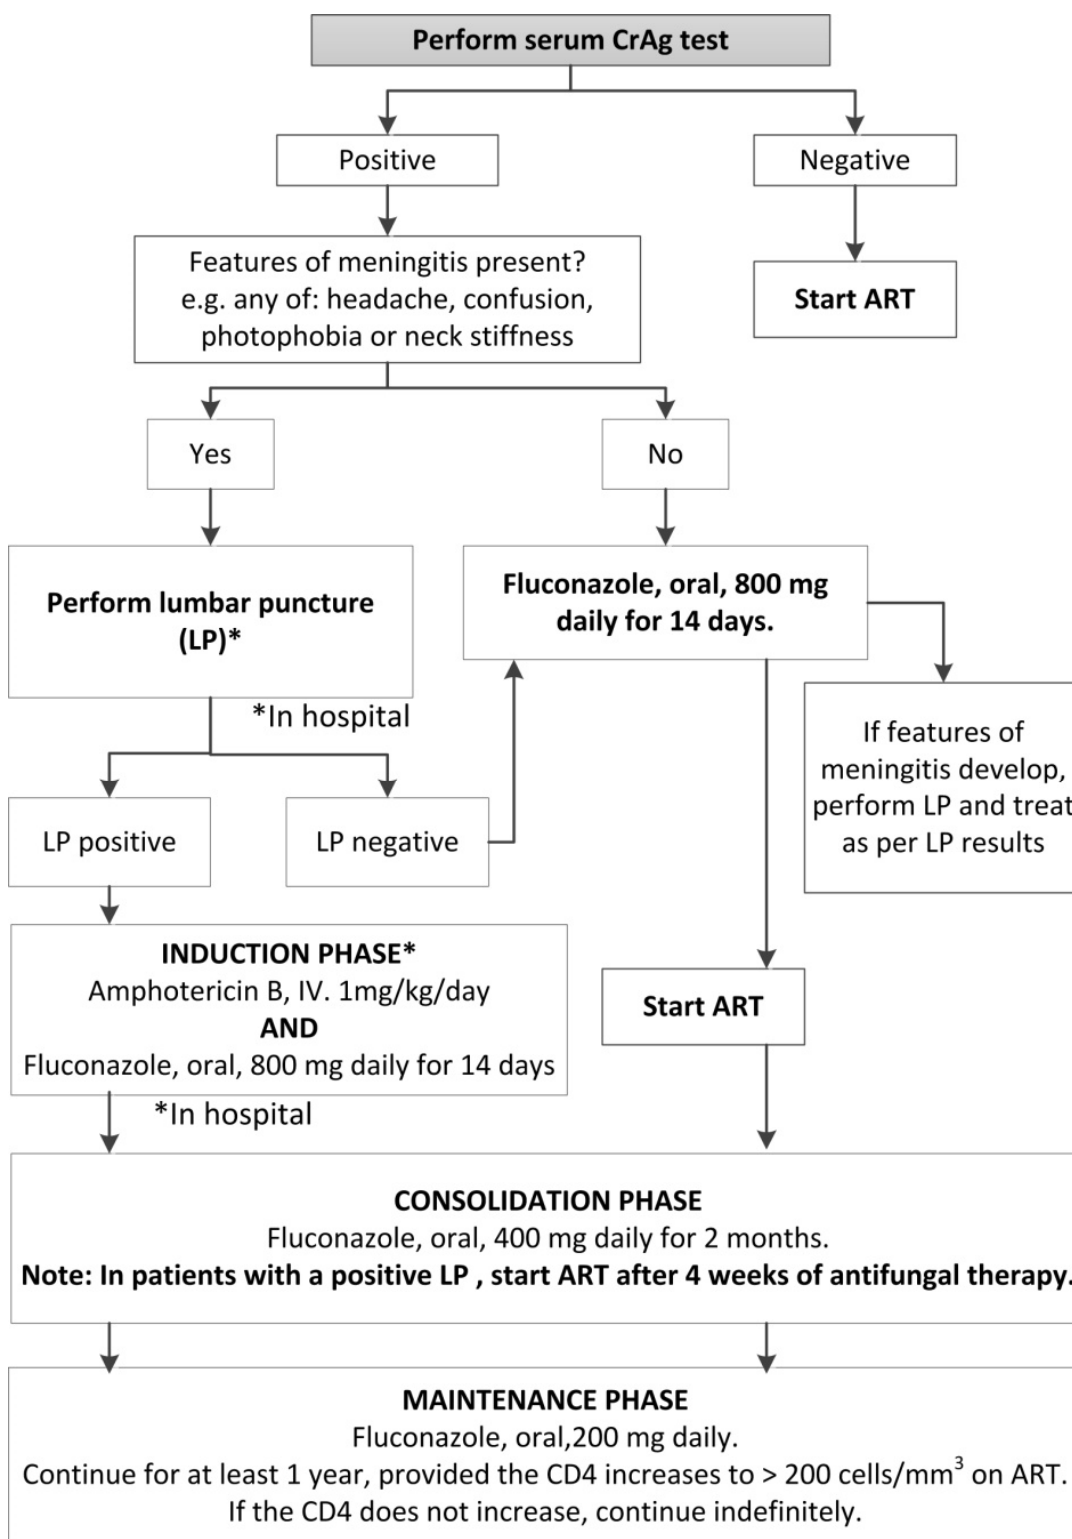 Perform serum CrAg test
Positive
Negative
Features of meningitis present?
e.g. any of: headache, confusion,
photophobia or neck stiffness
Start ART
Yes
No
Perform lumbar puncture
(LP)*
Fluconazole, oral, 800 mg
daily for 14 days.
*In hospital
If features of
meningitis develop,
perform LP and treat
as per LP results
LP positive
LP negative
INDUCTION PHASE*
Amphotericin B, IV. 1mg/kg/day
AND
Fluconazole, oral, 800 mg daily for 14 days
Start ART
*In hospital
CONSOLIDATION PHASE
Fluconazole, oral, 400 mg daily for 2 months.
Note: In patients with a positive LP , start ART after 4 weeks of antifungal therapy.
MAINTENANCE PHASE
Fluconazole, oral,200 mg daily.
Continue for at least 1 year, provided the CD4 increases to > 200 cells/mm³ on ART.
If the CD4 does not increase, continue indefinitely.